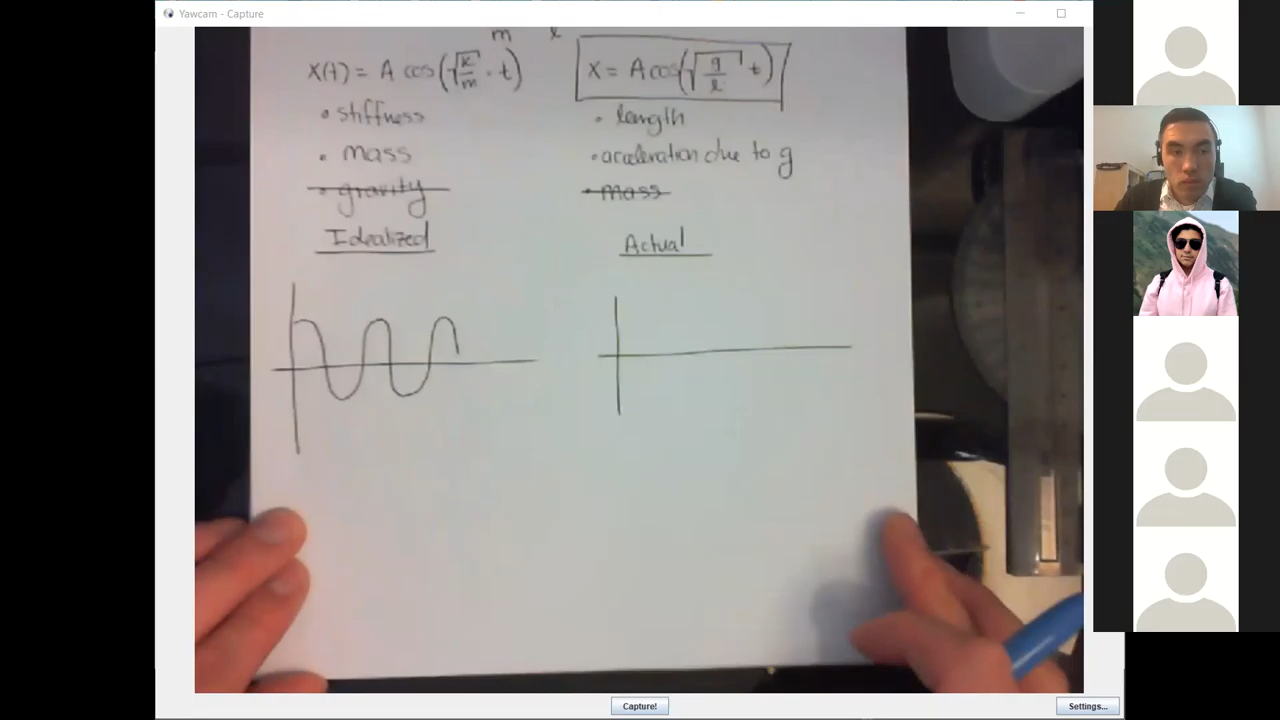 Yawcam - Capture
m l
X(t) = A cos(√k/m · t)
• stiffness
• mass
• gravity
Idealized
X = A cos(√g/l t)
• length
• acceleration due to g
• mass
Actual
Capture!
Settings...